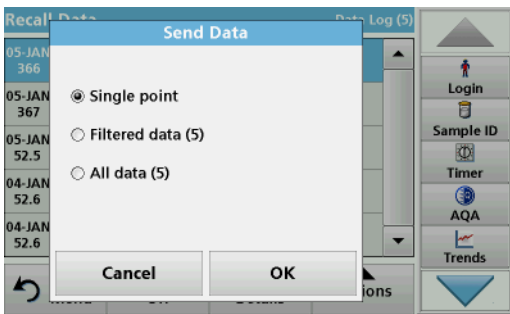 Recall Data
Data Log (5)
Send Data
05-JAN
366
05-JAN
367
05-JAN
52.5
04-JAN
52.6
04-JAN
52.6
Single point
Filtered data (5)
All data (5)
Cancel
OK
Menu
Details
Login
Sample ID
Timer
AQA
Trends